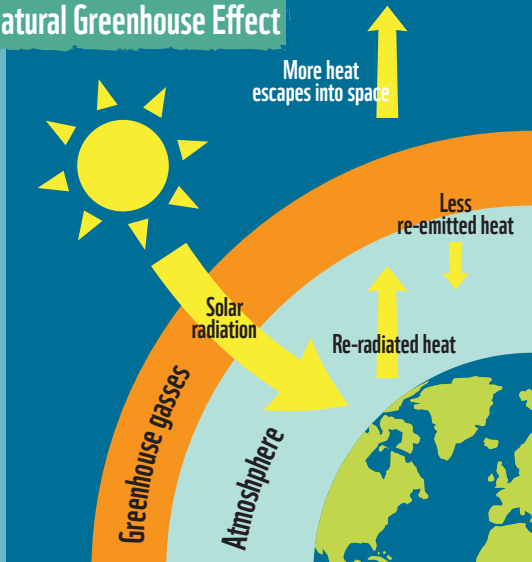 atural Greenhouse Effect
More heat
escapes into space
Less
re-emitted heat
Solar
radiation
Re-radiated heat
Greenhouse gasses
Atmoshphere